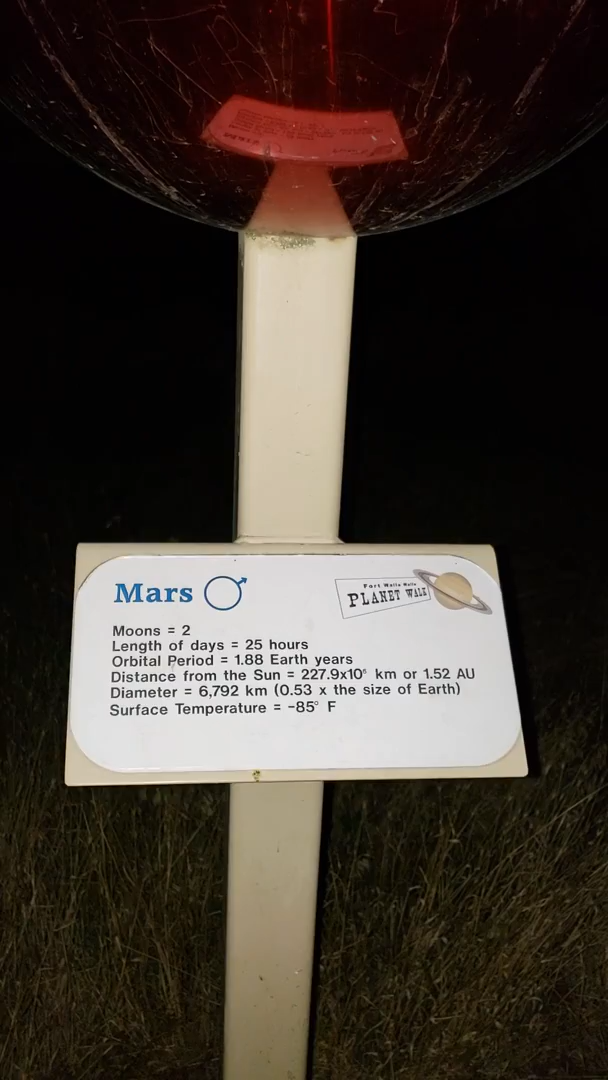 Mars
Fort Walla Walla
PLANET WALK
Moons = 2
Length of days = 25 hours
Orbital Period = 1.88 Earth years
Distance from the Sun = 227.9x10⁶ km or 1.52 AU
Diameter = 6,792 km (0.53 x the size of Earth)
Surface Temperature = -85° F